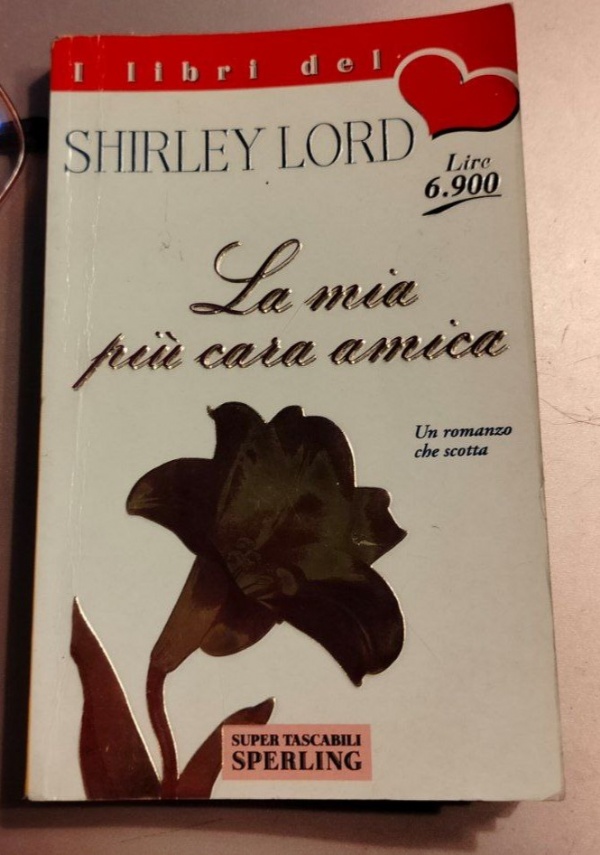 I libri del
SHIRLEY LORD
Lire
6.900
La mia
più cara amica
Un romanzo
che scotta
SUPER TASCABILI
SPERLING